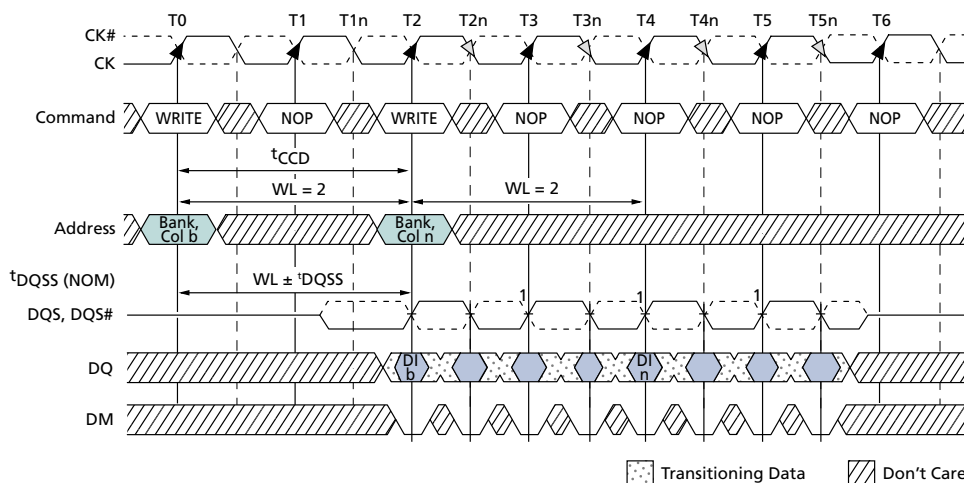 T0 T1 T1n T2 T2n T3 T3n T4 T4n T5 T5n T6
CK#
CK
Command WRITE NOP WRITE NOP NOP NOP NOP
tCCD
WL = 2 WL = 2
Address Bank, Col b Bank, Col n
tDQSS (NOM) WL ± tDQSS
1 1 1
DQS, DQS#
DQ DI b DI n
DM
Transitioning Data Don't Care